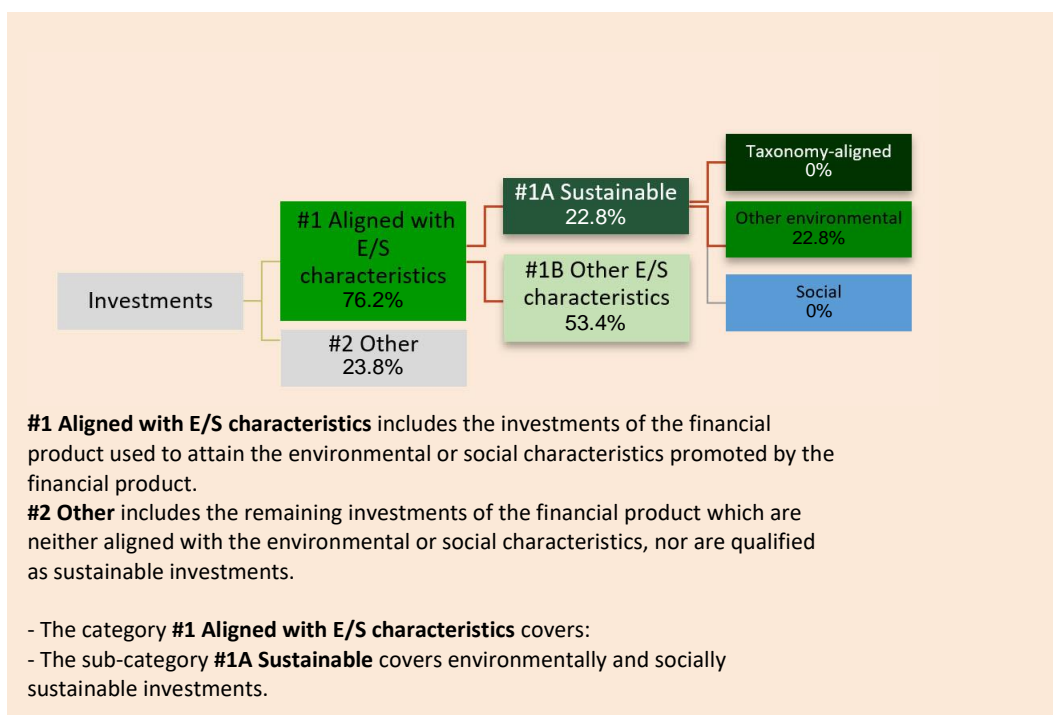 Taxonomy-aligned
0%
#1A Sustainable
22.8%
#1 Aligned with
E/S
characteristics
76.2%
Other environmental
22.8%
#1B Other E/S
characteristics
53.4%
Investments
Social
0%
#2 Other
23.8%
#1 Aligned with E/S characteristics includes the investments of the financial
product used to attain the environmental or social characteristics promoted by the
financial product.
#2 Other includes the remaining investments of the financial product which are
neither aligned with the environmental or social characteristics, nor are qualified
as sustainable investments.
- The category #1 Aligned with E/S characteristics covers:
- The sub-category #1A Sustainable covers environmentally and socially
sustainable investments.